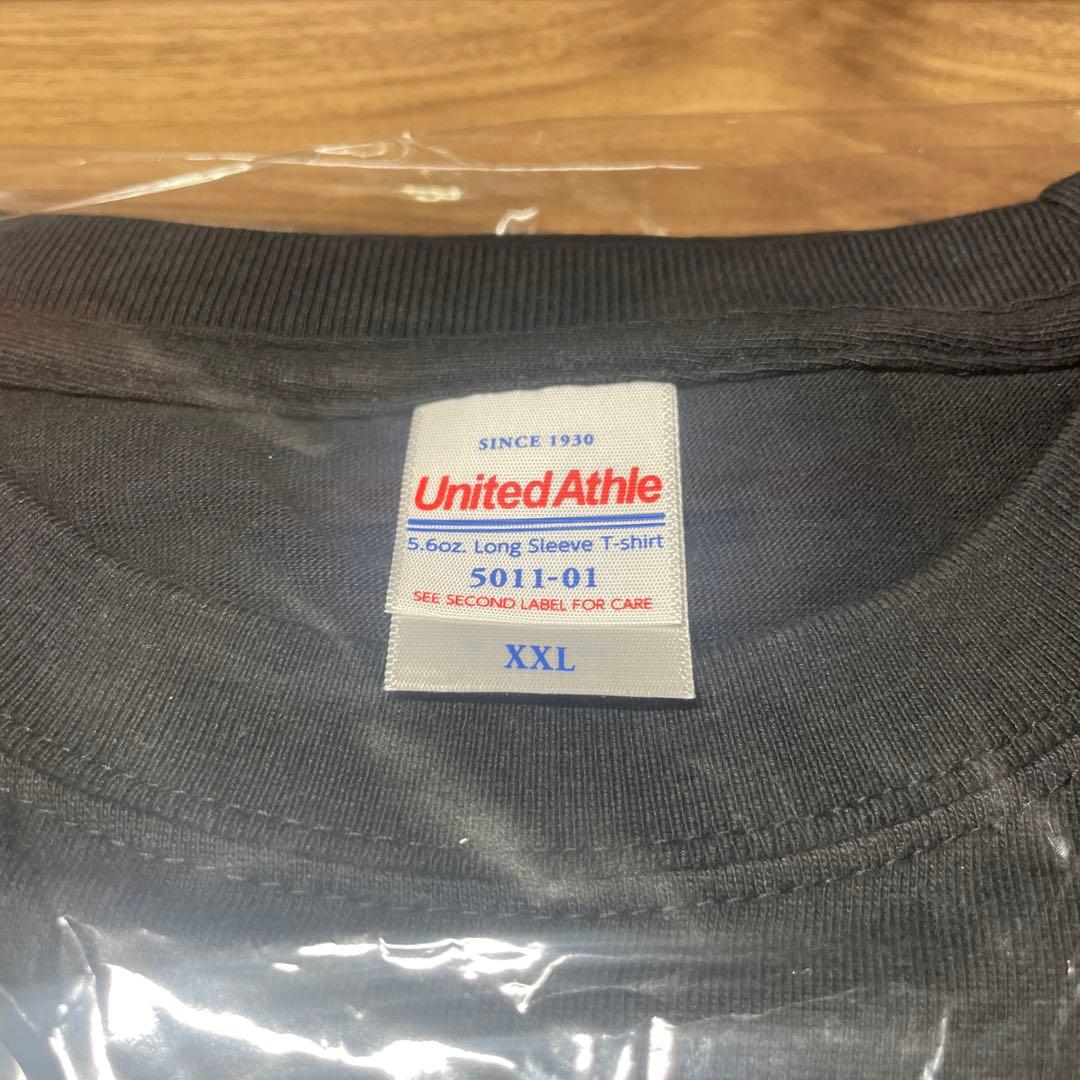 SINCE 1930
United Athle
5.6oz. Long Sleeve T-shirt
5011-01
SEE SECOND LABEL FOR CARE
XXL